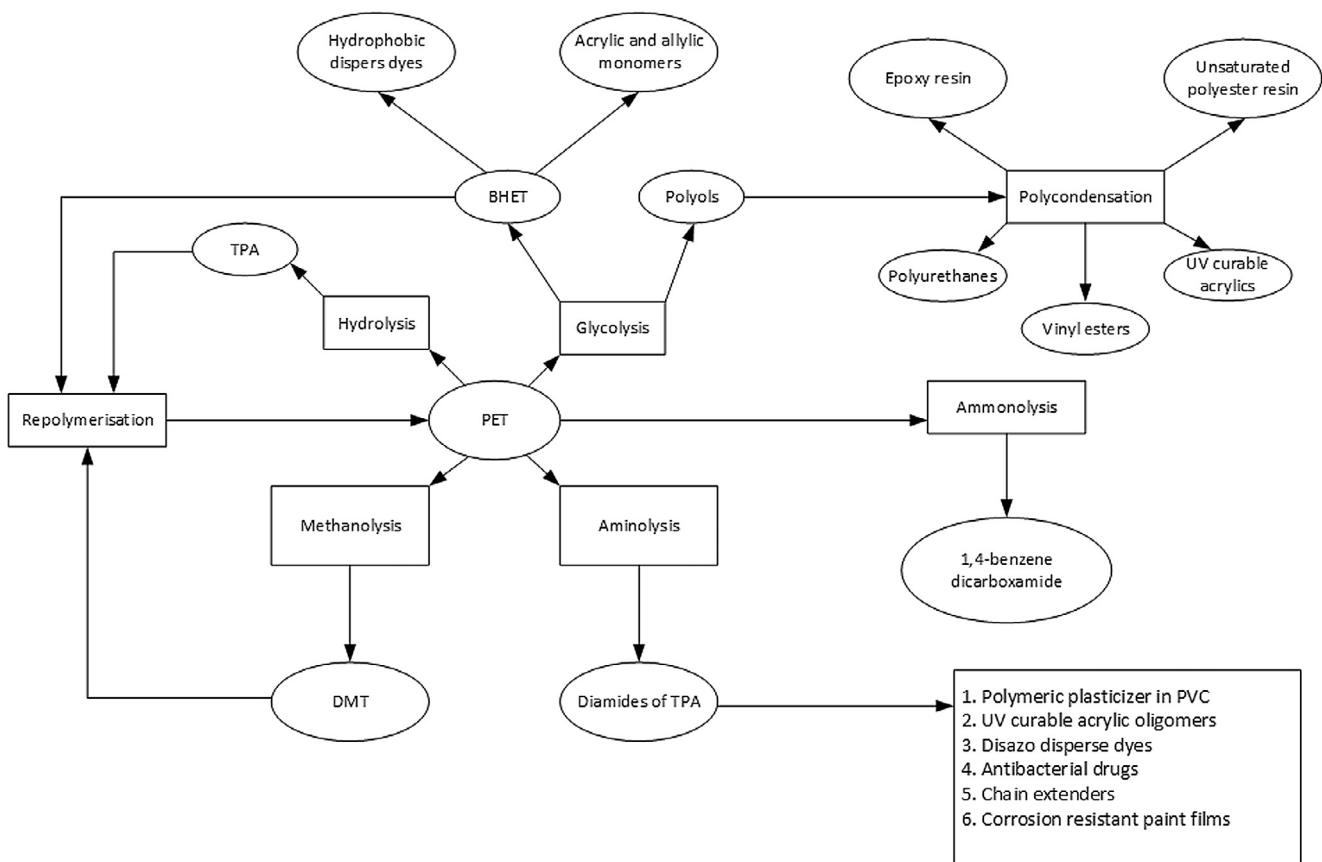 Hydrophobic
dispers dyes
Acrylic and allylic
monomers
Epoxy resin
Unsaturated
polyester resin
BHET
Polyols
Polycondensation
TPA
Polyurethanes
UV curable
acrylics
Hydrolysis
Glycolysis
Vinyl esters
Repolymerisation
PET
Ammonolysis
Methanolysis
Aminolysis
1,4-benzene
dicarboxamide
DMT
Diamides of TPA
1. Polymeric plasticizer in PVC
2. UV curable acrylic oligomers
3. Disazo disperse dyes
4. Antibacterial drugs
5. Chain extenders
6. Corrosion resistant paint films